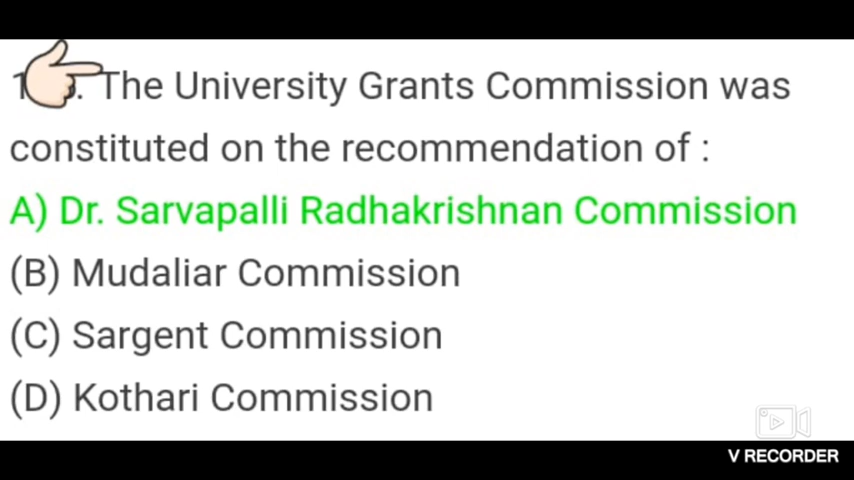 The University Grants Commission was
constituted on the recommendation of :
A) Dr. Sarvapalli Radhakrishnan Commission
(B) Mudaliar Commission
(C) Sargent Commission
(D) Kothari Commission
V RECORDER